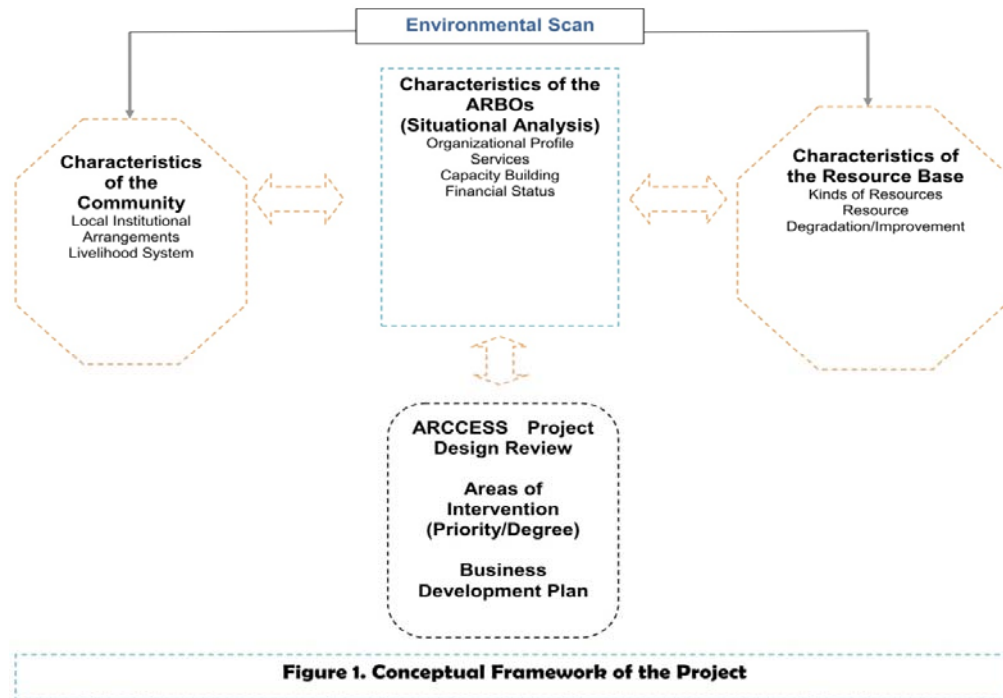 Environmental Scan
Characteristics of the
ARBOs
(Situational Analysis)
Organizational Profile
Services
Capacity Building
Financial Status
Characteristics
of the
Community
Local Institutional
Arrangements
Livelihood System
Characteristics of
the Resource Base
Kinds of Resources
Resource
Degradation/Improvement
ARCCESS Project
Design Review
Areas of
Intervention
(Priority/Degree)
Business
Development Plan
Figure 1. Conceptual Framework of the Project